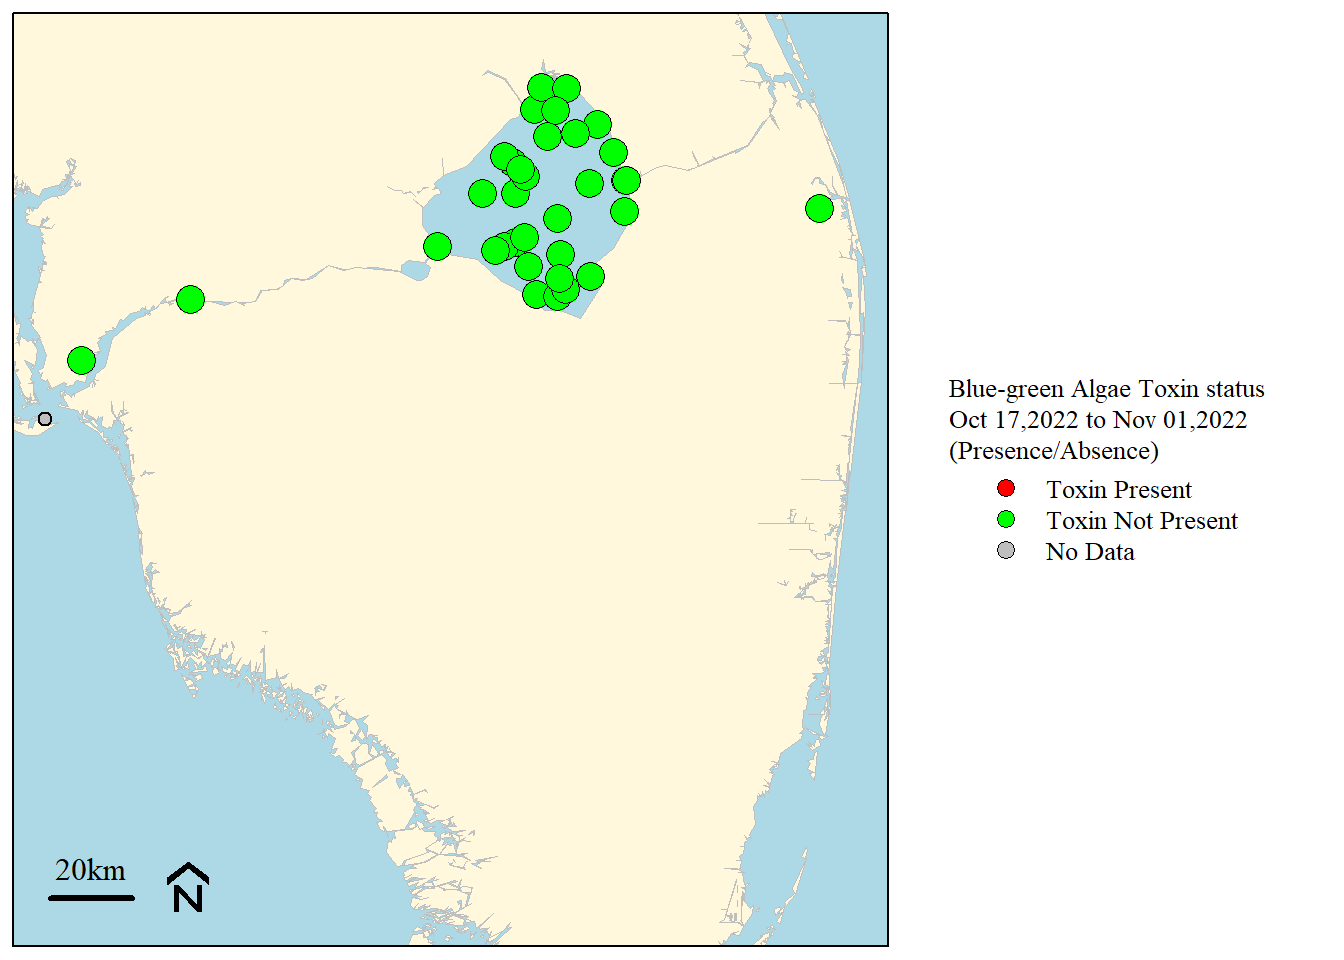 Blue-green Algae Toxin status
Oct 17,2022 to Nov 01,2022
(Presence/Absence)
Toxin Present
Toxin Not Present
No Data
20km
N